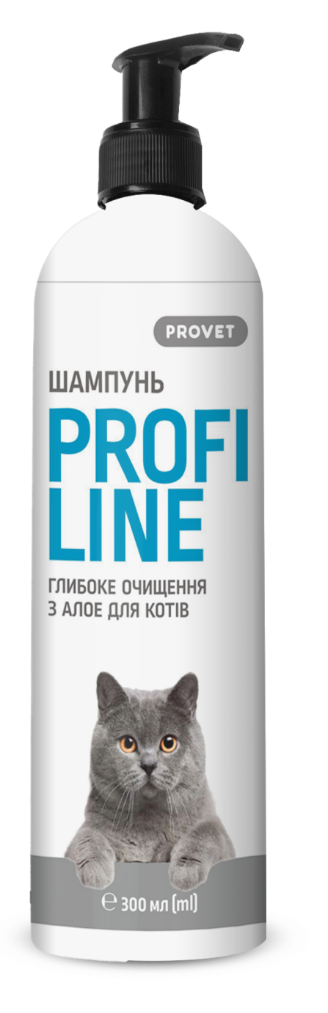 PROVET
ШАМПУНЬ
PROFI
LINE
ГЛИБОКЕ ОЧИЩЕННЯ
З АЛОЕ ДЛЯ КОТІВ
℮ 300 мл (ml)